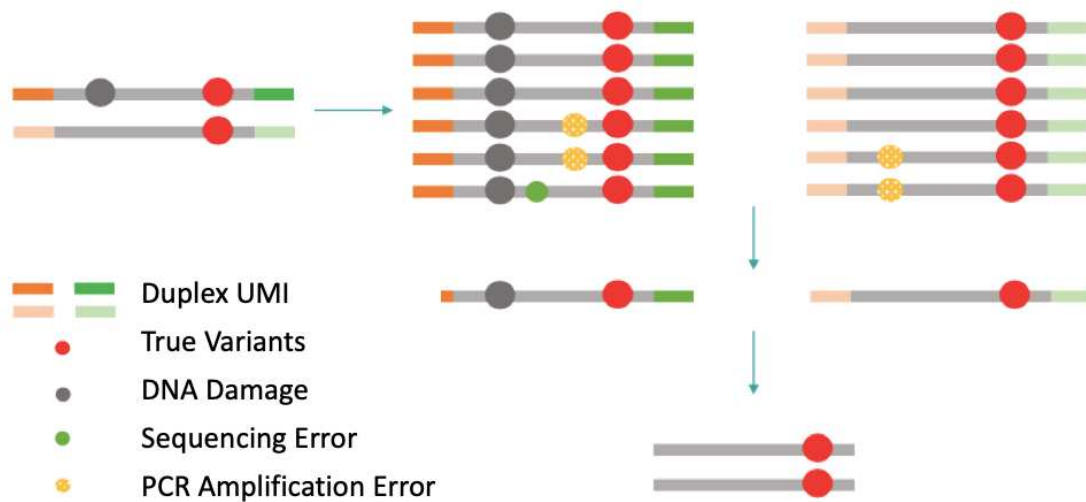 Duplex UMI
True Variants
DNA Damage
Sequencing Error
PCR Amplification Error